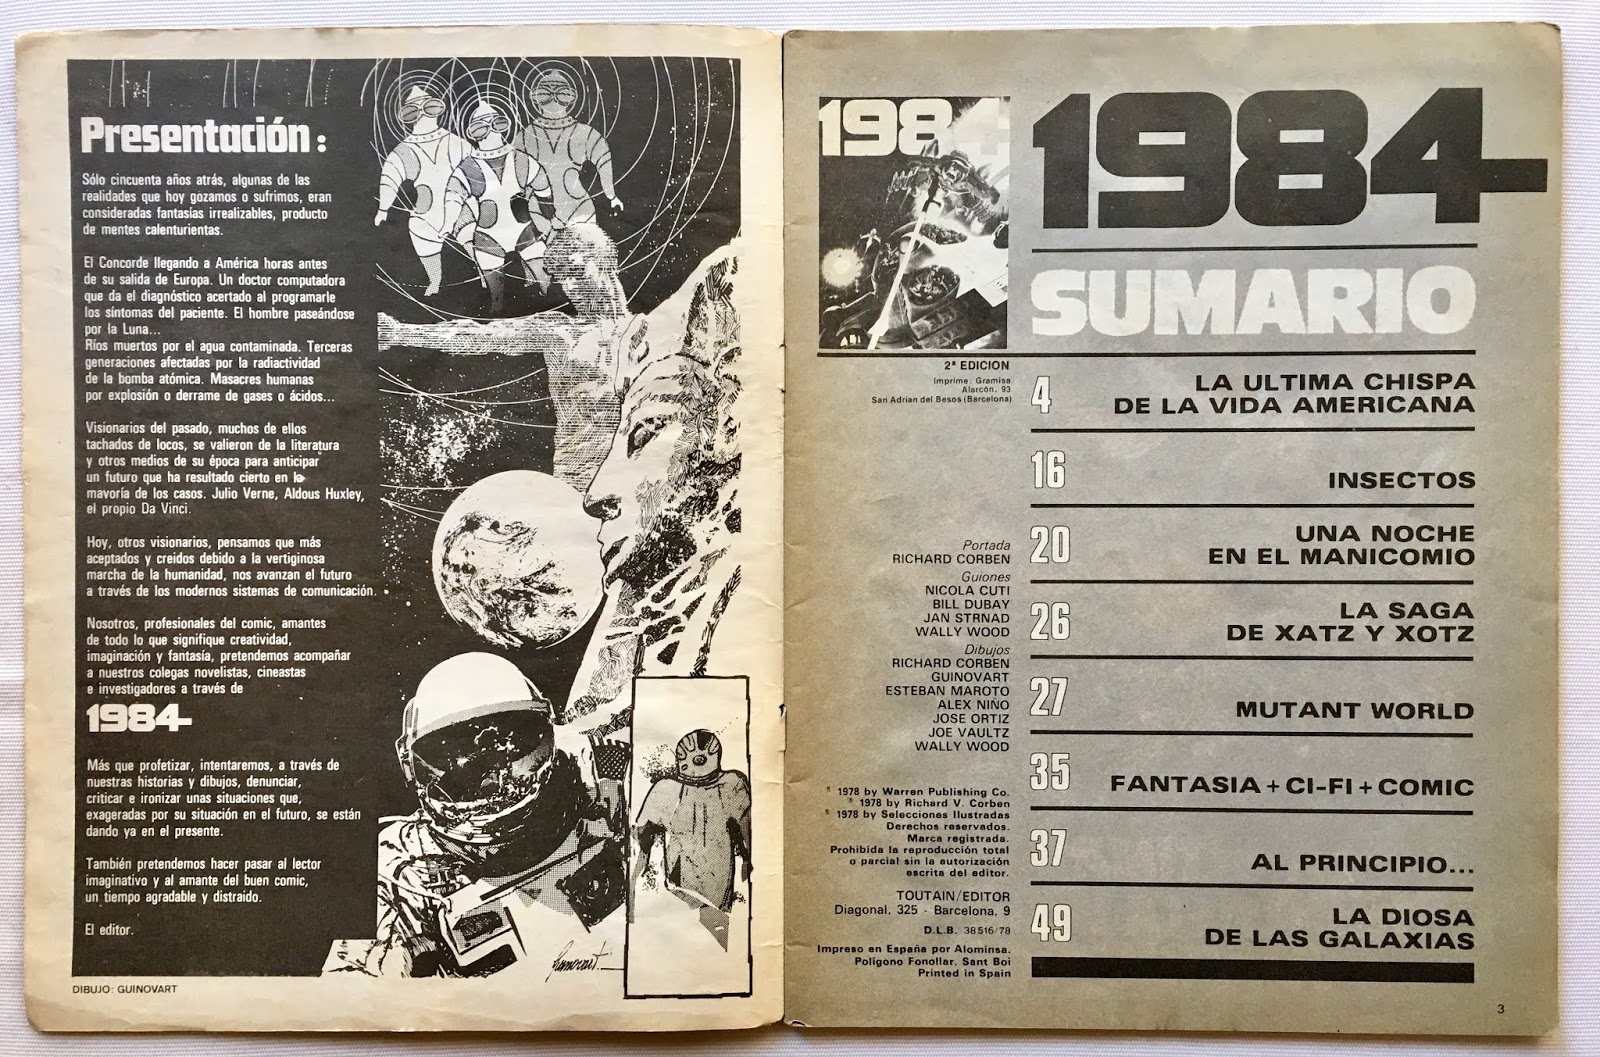 Presentación:
Sólo cincuenta años atrás, algunas de las
realidades que hoy gozamos o sufrimos, eran
consideradas fantasías irrealizables, producto
de mentes calenturientas.
El Concorde llegando a América horas antes
de su salida de Europa. Un doctor computadora
que da el diagnóstico acertado al programarle
los síntomas del paciente. El hombre paseándose
por la Luna...
Ríos muertos por el agua contaminada. Terceras
generaciones afectadas por la radiactividad
de la bomba atómica. Masacres humanas
por explosión o derrame de gases o ácidos...
Visionarios del pasado, muchos de ellos
tachados de locos, se valieron de la literatura
y otros medios de su época para anticipar
un futuro que ha resultado cierto en la
mayoría de los casos. Julio Verne, Aldous Huxley,
el propio Da Vinci.
Hoy, otros visionarios, pensamos que más
aceptados y creidos debido a la vertiginosa
marcha de la humanidad, nos avanzan el futuro
a través de los modernos sistemas de comunicación.
Nosotros, profesionales del comic, amantes
de todo lo que signifique creatividad,
imaginación y fantasía, pretendemos acompañar
a nuestros colegas novelistas, cineastas
e investigadores a través de
1984
Más que profetizar, intentaremos, a través de
nuestras historias y dibujos, denunciar,
criticar e ironizar unas situaciones que,
exageradas por su situación en el futuro, se están
dando ya en el presente.
También pretendemos hacer pasar al lector
imaginativo y al amante del buen comic,
un tiempo agradable y distraido.
El editor.
Guinovart
DIBUJO: GUINOVART
1984
1984
SUMARIO
2ª EDICION
Imprime: Gramisa
Alarcón, 93
San Adrian del Besos (Barcelona)
Portada
RICHARD CORBEN
Guiones
NICOLA CUTI
BILL DUBAY
JAN STRNAD
WALLY WOOD
Dibujos
RICHARD CORBEN
GUINOVART
ESTEBAN MAROTO
ALEX NIÑO
JOSE ORTIZ
JOE VAULTZ
WALLY WOOD
1978 by Warren Publishing Co.
1978 by Richard V. Corben
1978 by Selecciones Ilustradas
Derechos reservados.
Marca registrada.
Prohibida la reproducción total
o parcial sin la autorización
escrita del editor.
TOUTAIN/EDITOR
Diagonal, 325 - Barcelona, 9
D.L.B. 38516/78
Impreso en España por Alominsa.
Polígono Fonollar. Sant Boi
Printed in Spain
4 LA ULTIMA CHISPA
DE LA VIDA AMERICANA
16 INSECTOS
20 UNA NOCHE
EN EL MANICOMIO
26 LA SAGA
DE XATZ Y XOTZ
27 MUTANT WORLD
35 FANTASIA + CI-FI + COMIC
37 AL PRINCIPIO...
49 LA DIOSA
DE LAS GALAXIAS
3